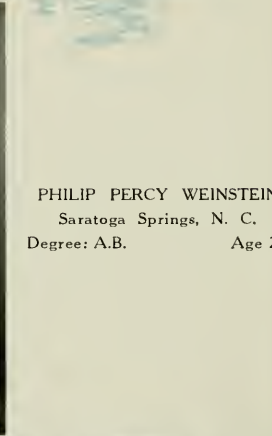 PHILIP PERCY WEINSTEIN
Saratoga Springs, N. C.
Degree: A.B. Age 2